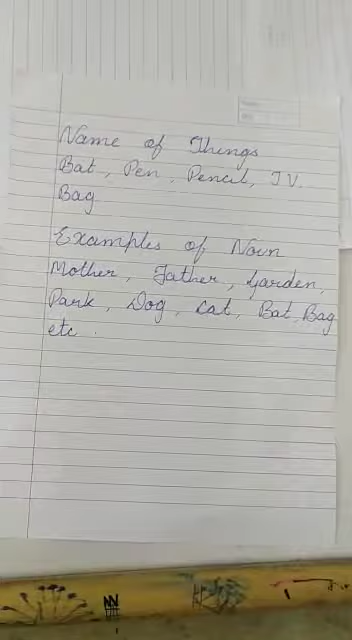 Name of Things
Bat, Pen, Pencil, T.V.
Bag.
Examples of Noun
Mother, Father, Garden,
Park, Dog, Cat, Bat, Bag
etc.